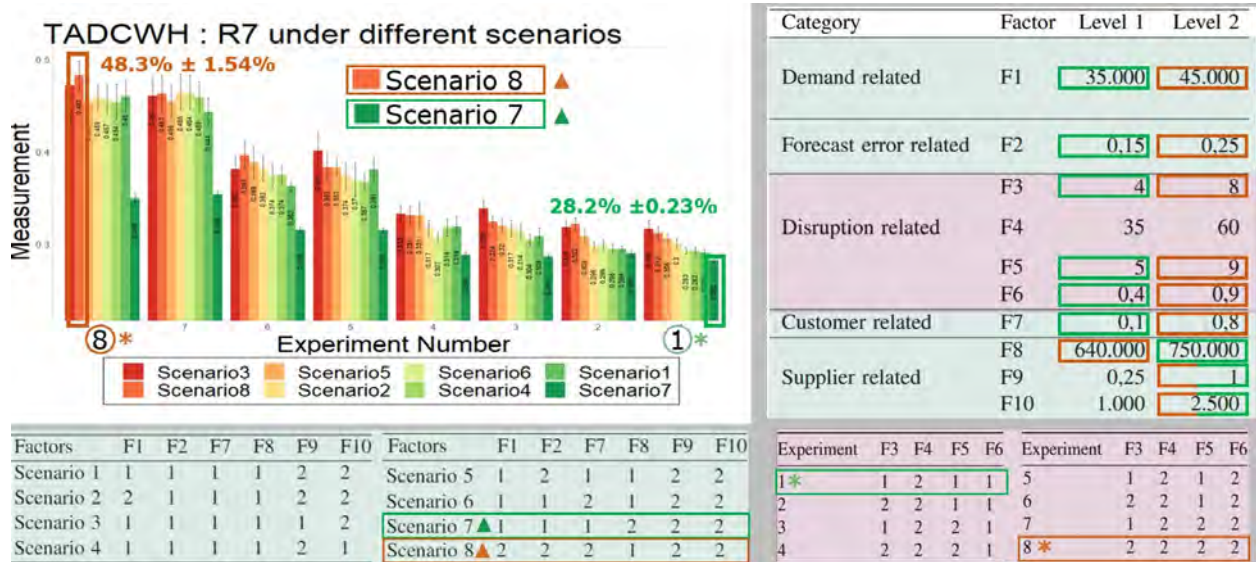 TADCWH : R7 under different scenarios
48.3% ± 1.54%
Scenario 8
Scenario 7
28.2% ±0.23%
Measurement
0.5
0.4
0.3
8 * 7 6 5 4 3 2 1 *
Experiment Number
Scenario3 Scenario5 Scenario6 Scenario1
Scenario8 Scenario2 Scenario4 Scenario7
Category Factor Level 1 Level 2
Demand related F1 35.000 45.000
Forecast error related F2 0,15 0,25
F3 4 8
Disruption related F4 35 60
F5 5 9
F6 0,4 0,9
Customer related F7 0,1 0,8
F8 640.000 750.000
Supplier related F9 0,25 1
F10 1.000 2.500
Factors F1 F2 F7 F8 F9 F10
Scenario 1 1 1 1 1 2 2
Scenario 2 2 1 1 1 2 2
Scenario 3 1 1 1 1 1 2
Scenario 4 1 1 1 1 2 1
Factors F1 F2 F7 F8 F9 F10
Scenario 5 1 2 1 1 2 2
Scenario 6 1 1 2 1 2 2
Scenario 7 1 1 1 2 2 2
Scenario 8 2 2 2 1 2 2
Experiment F3 F4 F5 F6
1 * 1 2 1 1
2 2 2 1 1
3 1 2 2 1
4 2 2 2 1
Experiment F3 F4 F5 F6
5 1 2 1 2
6 2 2 1 2
7 1 2 2 2
8 * 2 2 2 2